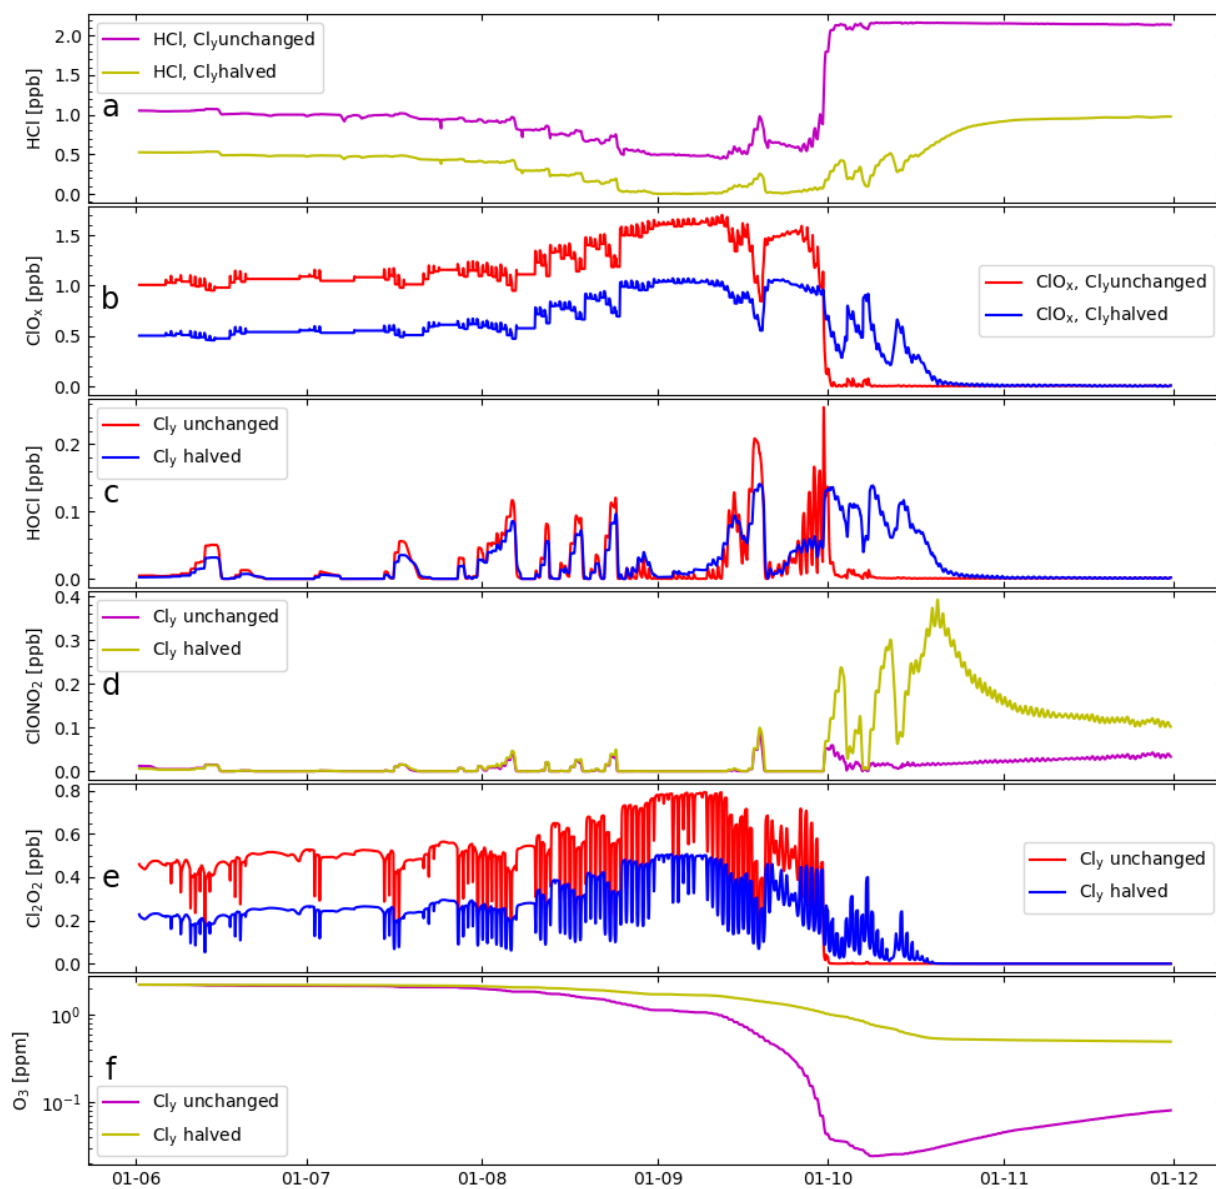 HCl, Clyunchanged
HCl, Clyhalved
a
HCl [ppb]
2.0
1.5
1.0
0.5
0.0
ClOx, Clyunchanged
ClOx, Clyhalved
b
ClOx [ppb]
1.5
1.0
0.5
0.0
Cly unchanged
Cly halved
c
HOCl [ppb]
0.2
0.1
0.0
Cly unchanged
Cly halved
d
ClONO2 [ppb]
0.4
0.3
0.2
0.1
0.0
Cly unchanged
Cly halved
e
Cl2O2 [ppb]
0.8
0.6
0.4
0.2
0.0
f
O3 [ppm]
10⁰
10⁻¹
Cly unchanged
Cly halved
01-06 01-07 01-08 01-09 01-10 01-11 01-12